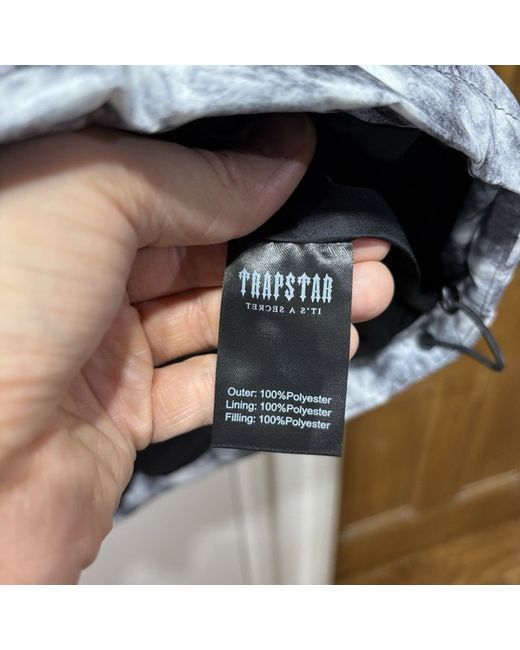 TRAPSTAR
IT'S A SECRET
Outer: 100%Polyester
Lining: 100%Polyester
Filling: 100%Polyester